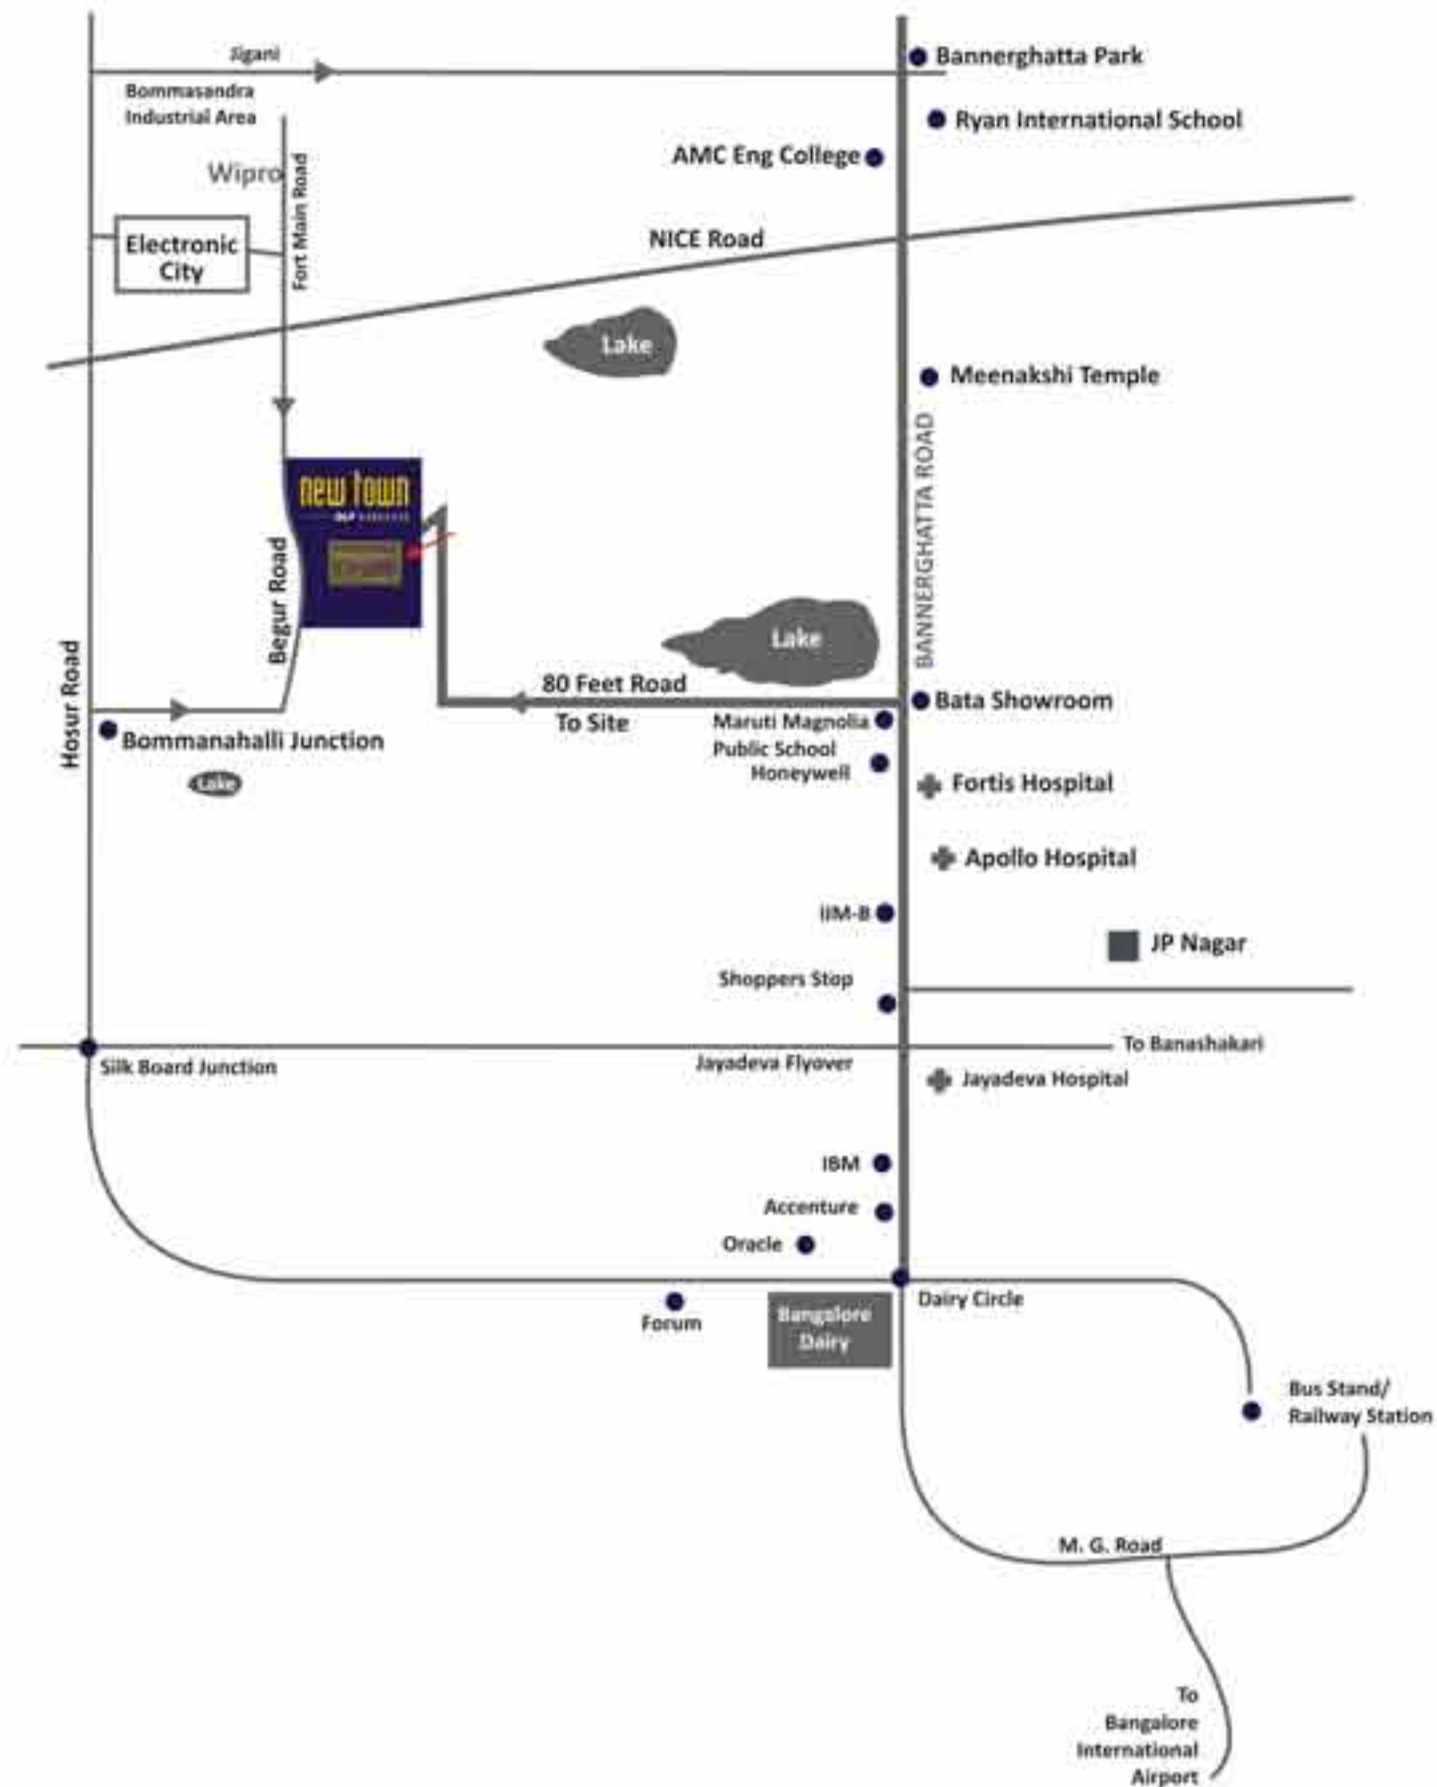 Jigani
Bannerghatta Park
Bommasandra
Industrial Area
Ryan International School
AMC Eng College
Wipro
Fort Main Road
NICE Road
Electronic
City
Lake
Meenakshi Temple
BANNERGHATTA ROAD
new town
Begur Road
Lake
Hosur Road
80 Feet Road
To Site
Bata Showroom
Maruti Magnolia
Public School
Honeywell
Bommanahalli Junction
Lake
Fortis Hospital
Apollo Hospital
IIM-B
JP Nagar
Shoppers Stop
To Banashakari
Silk Board Junction
Jayadeva Flyover
Jayadeva Hospital
IBM
Accenture
Oracle
Dairy Circle
Forum
Bangalore
Dairy
Bus Stand/
Railway Station
M. G. Road
To
Bangalore
International
Airport